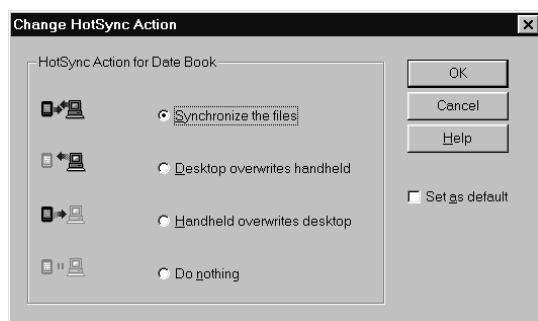 Change HotSync Action
HotSync Action for Date Book
Synchronize the files
Desktop overwrites handheld
Handheld overwrites desktop
Do nothing
OK
Cancel
Help
Set as default